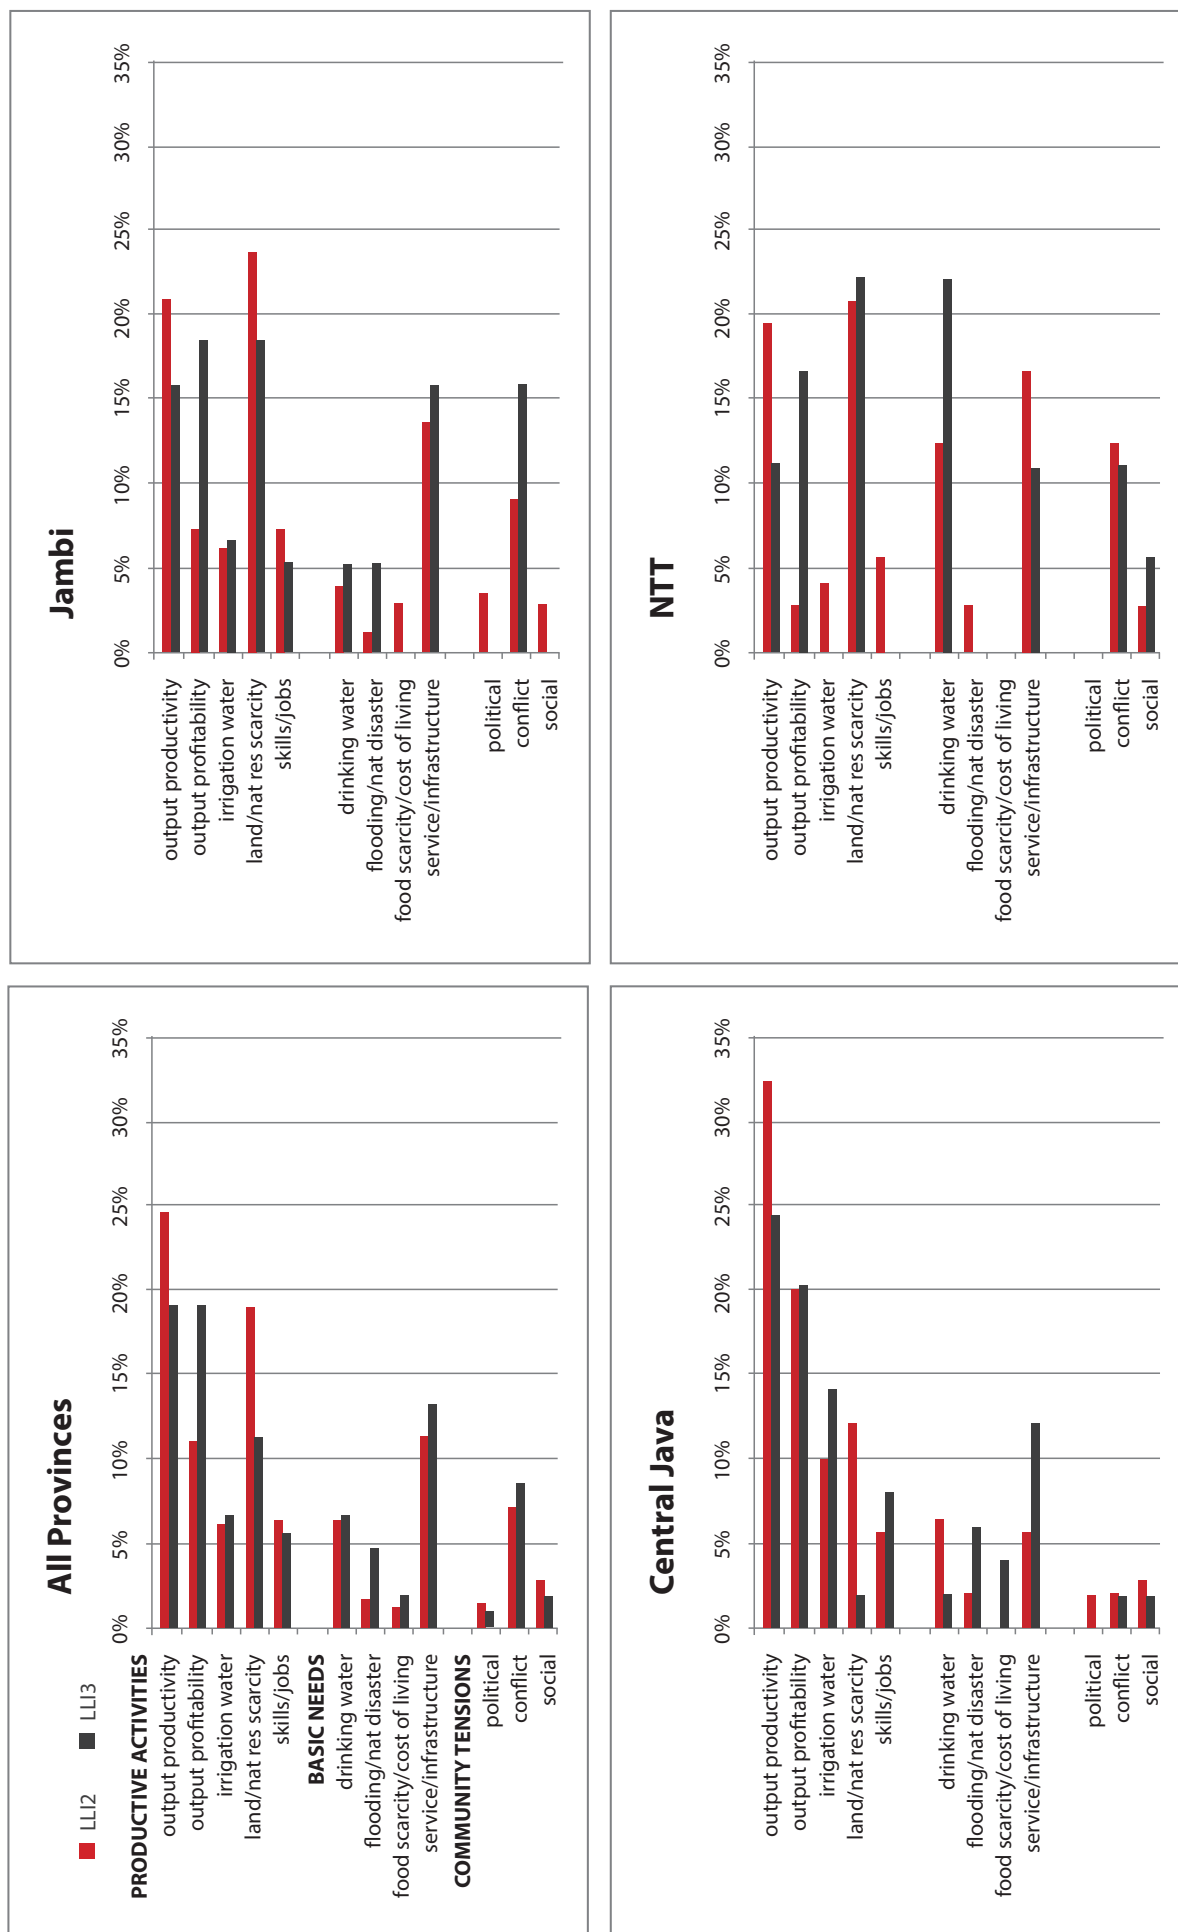 LLI2 LLI3
All Provinces
0% 5% 10% 15% 20% 25% 30% 35%
PRODUCTIVE ACTIVITIES
output productivity
output profitability
irrigation water
land/nat res scarcity
skills/jobs
BASIC NEEDS
drinking water
flooding/nat disaster
food scarcity/cost of living
service/infrastructure
COMMUNITY TENSIONS
political
conflict
social
Jambi
0% 5% 10% 15% 20% 25% 30% 35%
output productivity
output profitability
irrigation water
land/nat res scarcity
skills/jobs
drinking water
flooding/nat disaster
food scarcity/cost of living
service/infrastructure
political
conflict
social
Central Java
0% 5% 10% 15% 20% 25% 30% 35%
output productivity
output profitability
irrigation water
land/nat res scarcity
skills/jobs
drinking water
flooding/nat disaster
food scarcity/cost of living
service/infrastructure
political
conflict
social
NTT
0% 5% 10% 15% 20% 25% 30% 35%
output productivity
output profitability
irrigation water
land/nat res scarcity
skills/jobs
drinking water
flooding/nat disaster
food scarcity/cost of living
service/infrastructure
political
conflict
social